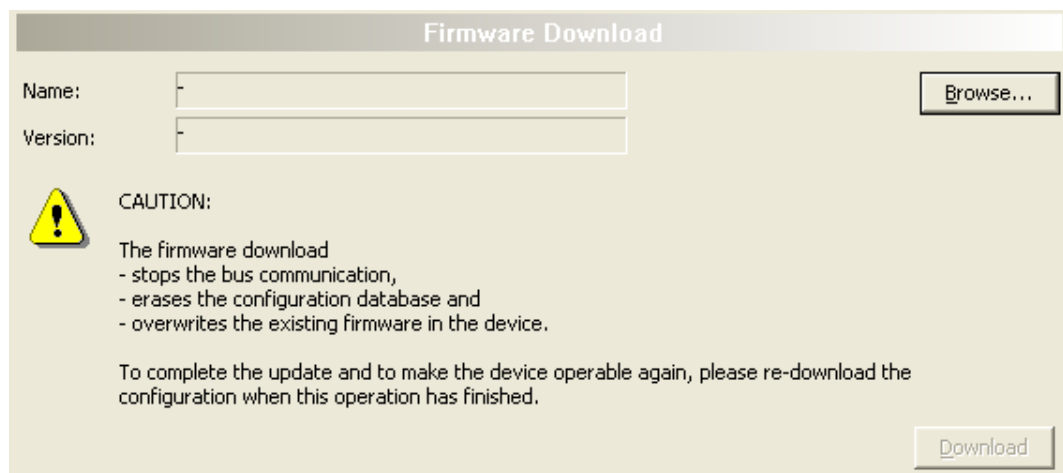 Firmware Download
Name: -
Browse...
Version: -
CAUTION:
The firmware download
- stops the bus communication,
- erases the configuration database and
- overwrites the existing firmware in the device.
To complete the update and to make the device operable again, please re-download the
configuration when this operation has finished.
Download